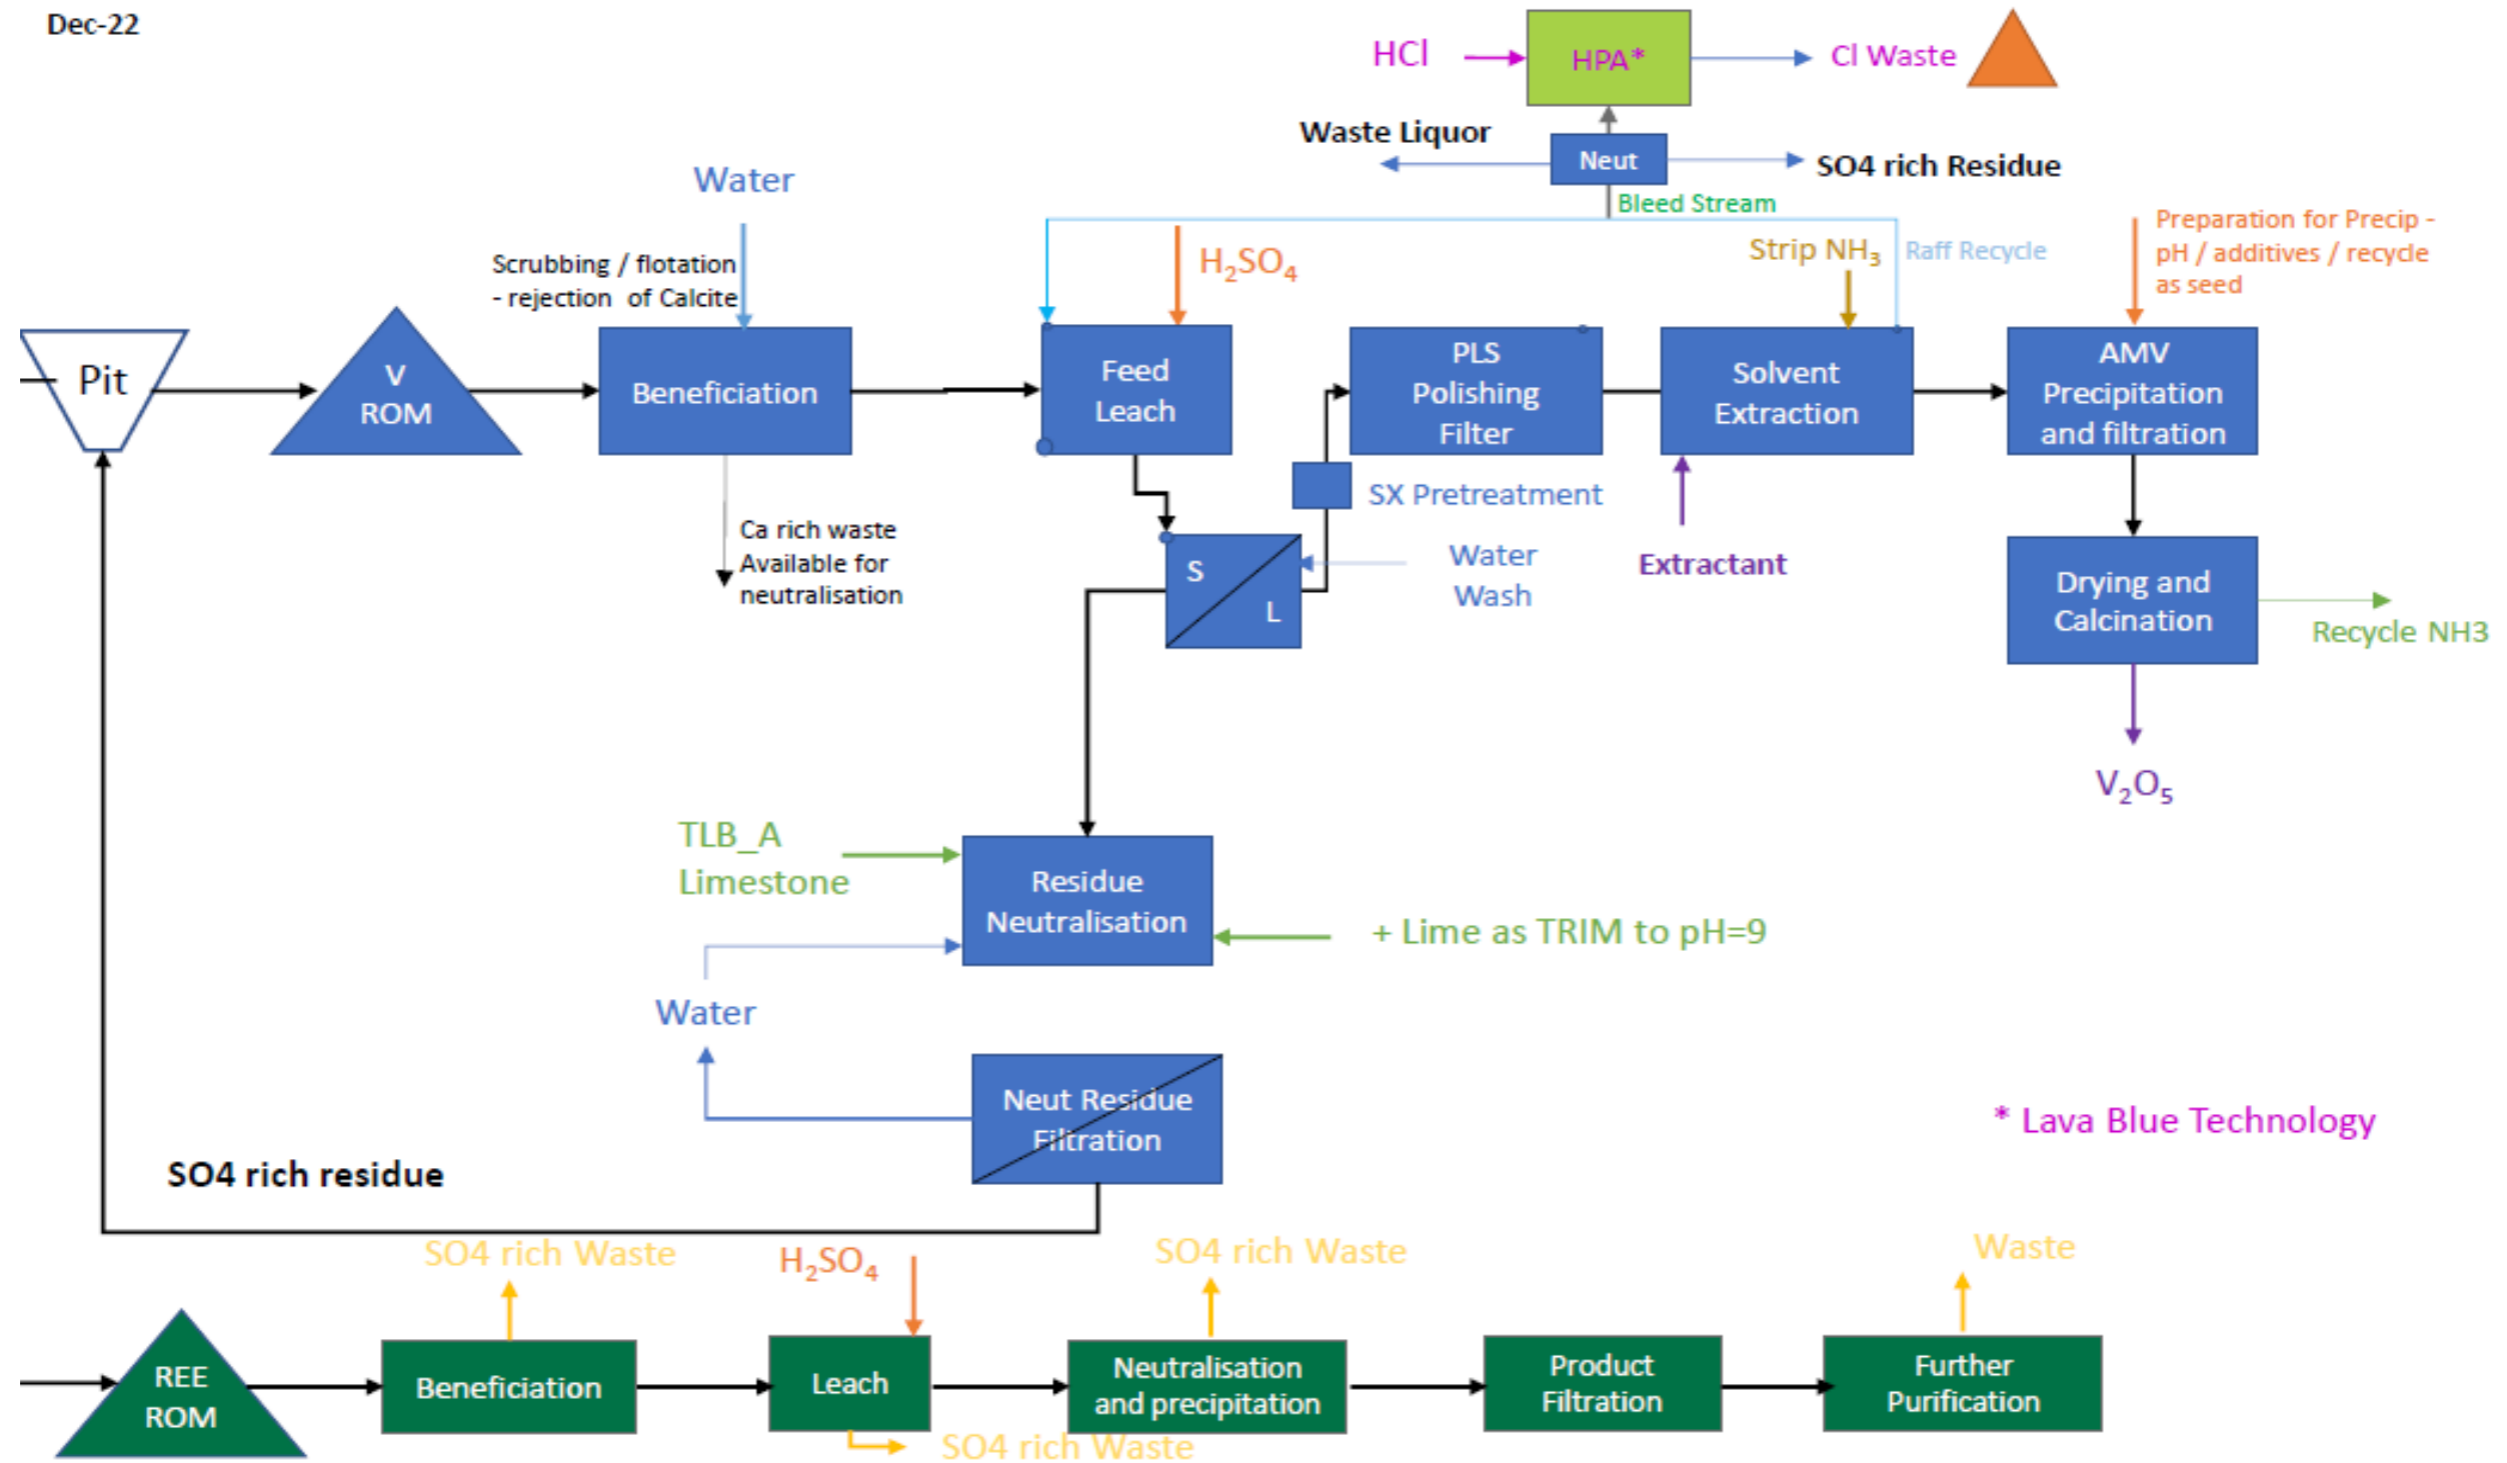 Dec-22
HCl
HPA*
Cl Waste
Waste Liquor
Neut
SO4 rich Residue
Bleed Stream
Water
Scrubbing / flotation
- rejection of Calcite
H₂SO₄
Strip NH₃
Raff Recycle
Preparation for Precip -
pH / additives / recycle
as seed
Pit
V
ROM
Beneficiation
Feed
Leach
PLS
Polishing
Filter
Solvent
Extraction
AMV
Precipitation
and filtration
SX Pretreatment
Ca rich waste
Available for
neutralisation
S
L
Water
Wash
Extractant
Drying and
Calcination
Recycle NH3
V₂O₅
TLB_A
Limestone
Residue
Neutralisation
+ Lime as TRIM to pH=9
Water
Neut Residue
Filtration
* Lava Blue Technology
SO4 rich residue
SO4 rich Waste
H₂SO₄
SO4 rich Waste
Waste
REE
ROM
Beneficiation
Leach
Neutralisation
and precipitation
Product
Filtration
Further
Purification
SO4 rich Waste